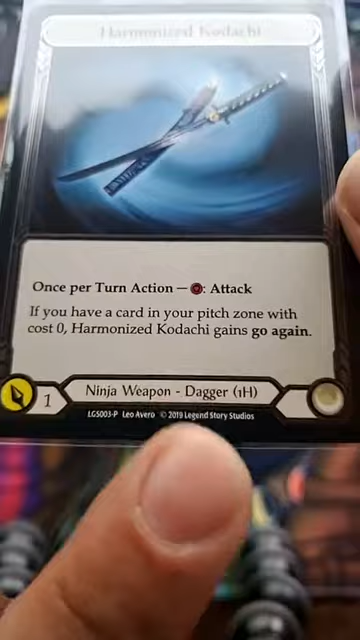 Harmonized Kodachi
Once per Turn Action — : Attack
If you have a card in your pitch zone with
cost 0, Harmonized Kodachi gains go again.
1
Ninja Weapon - Dagger (1H)
LGS003-P Leo Avero © 2019 Legend Story Studios